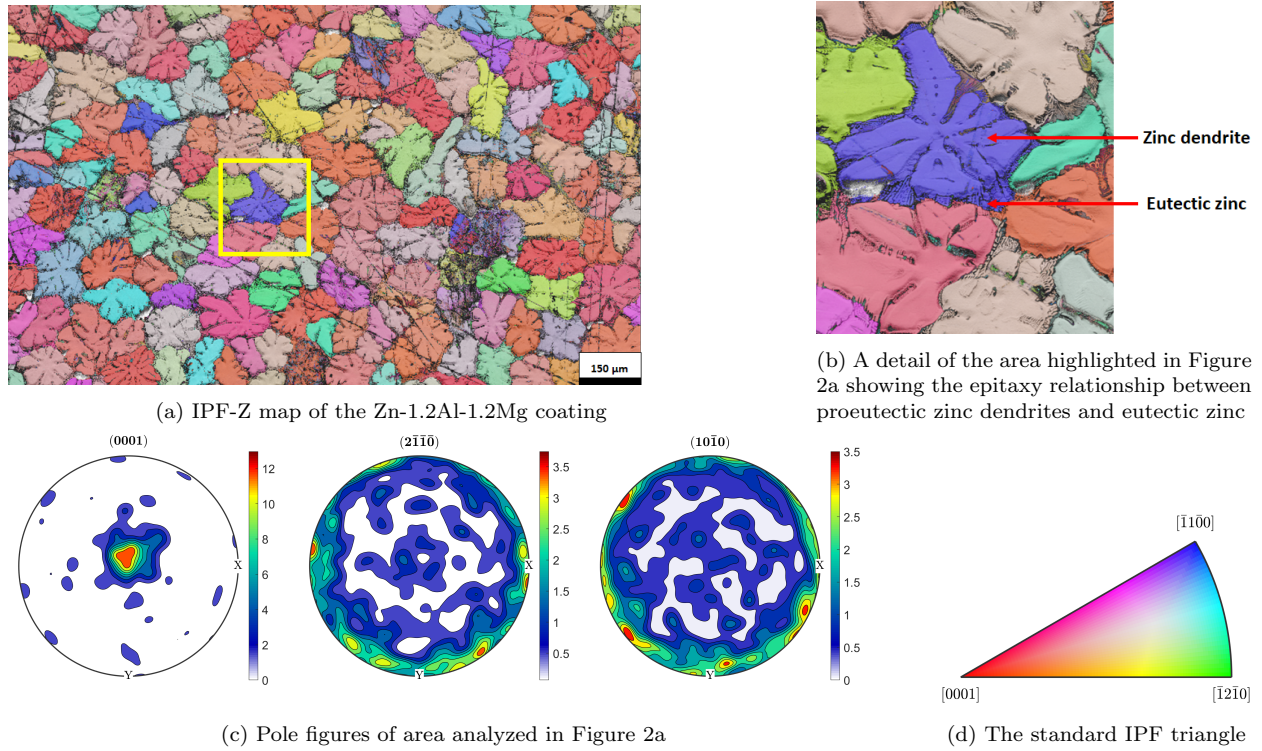 150 µm
Zinc dendrite
Eutectic zinc
(a) IPF-Z map of the Zn-1.2Al-1.2Mg coating
(b) A detail of the area highlighted in Figure
2a showing the epitaxy relationship between
proeutectic zinc dendrites and eutectic zinc
(0001)
X
Y
12
10
8
6
4
2
0
(21̄1̄0)
X
Y
3.5
3
2.5
2
1.5
1
0.5
(101̄0)
X
Y
3.5
3
2.5
2
1.5
1
0.5
0
[1̄11̄00]
[0001]
[1̄21̄0]
(c) Pole figures of area analyzed in Figure 2a
(d) The standard IPF triangle